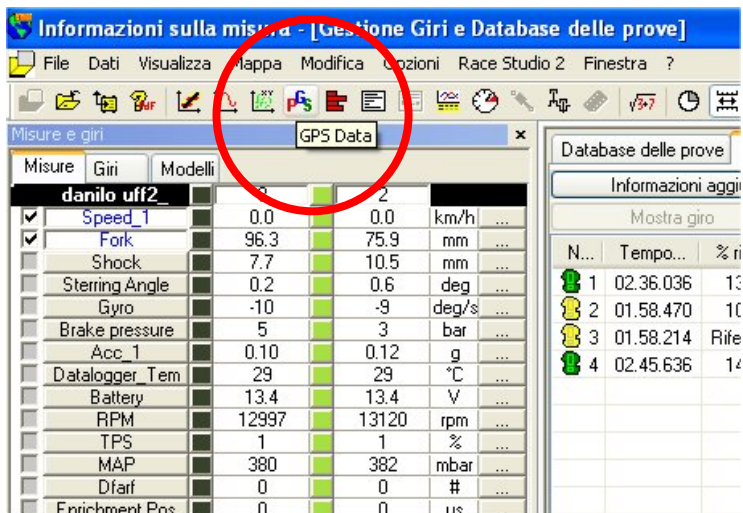 Informazioni sulla misura - [Gestione Giri e Database delle prove]
File Dati Visualizza Mappa Modifica Opzioni Race Studio 2 Finestra ?
GPS Data
Misure e giri
Misure Giri Modelli
danilo uff2_ 2
Speed_1 0.0 0.0 km/h ...
Fork 96.3 75.9 mm ...
Shock 7.7 10.5 mm ...
Sterring Angle 0.2 0.6 deg ...
Gyro -10 -9 deg/s ...
Brake pressure 5 3 bar ...
Acc_1 0.10 0.12 g ...
Datalogger_Tem 29 29 °C ...
Battery 13.4 13.4 V ...
RPM 12997 13120 rpm ...
TPS 1 1 % ...
MAP 380 382 mbar ...
Dfarf 0 0 # ...
Enrichment Pos 0 0 us ...
Database delle prove
Informazioni aggiu
Mostra giro
N... Tempo... % ri
1 02.36.036 13
2 01.58.470 10
3 01.58.214 Rife
4 02.45.636 14